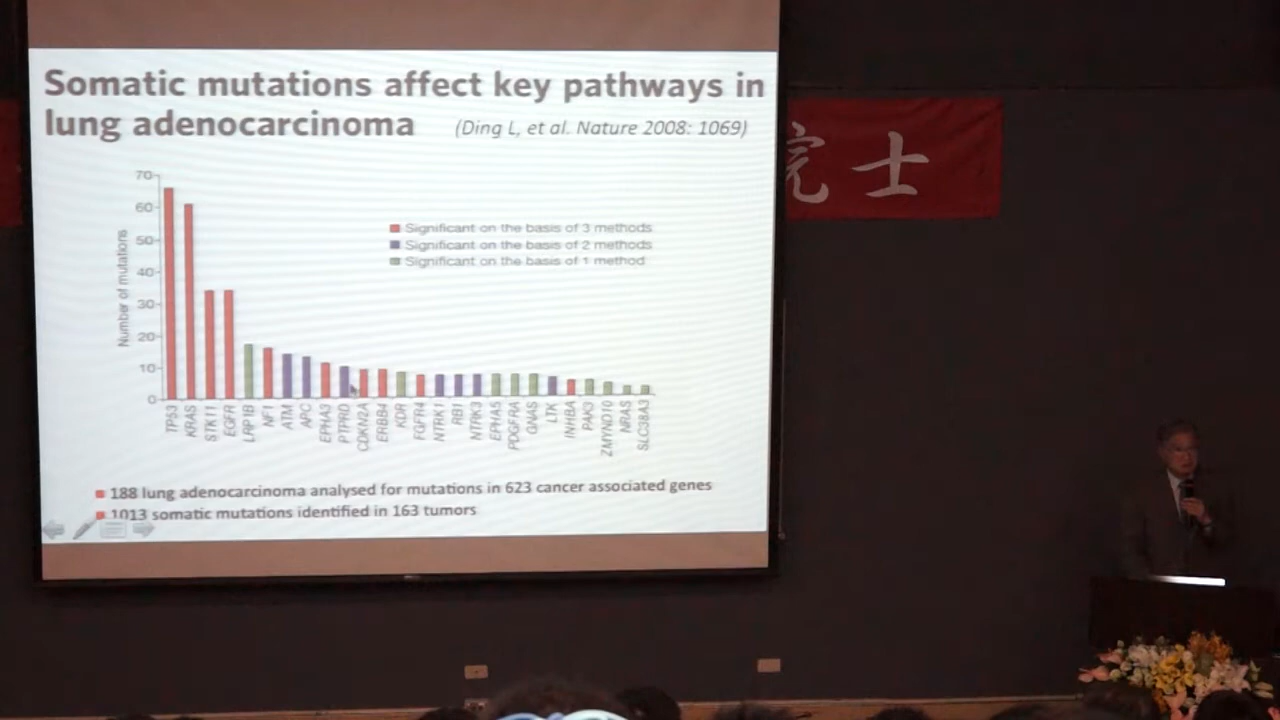 Somatic mutations affect key pathways in
lung adenocarcinoma (Ding L, et al. Nature 2008: 1069)
Number of mutations
70
60
50
40
30
20
10
0
Significant on the basis of 3 methods
Significant on the basis of 2 methods
Significant on the basis of 1 method
TP53
KRAS
STK11
EGFR
LRP1B
NF1
ATM
APC
EPHA3
PTPRD
CDKN2A
ERBB4
KDR
FGFR4
NTRK1
RB1
NTRK3
EPHA5
PDGFRA
GNAS
LTK
INHBA
PAK3
ZMYND10
NRAS
SLC38A3
188 lung adenocarcinoma analysed for mutations in 623 cancer associated genes
1013 somatic mutations identified in 163 tumors
院士